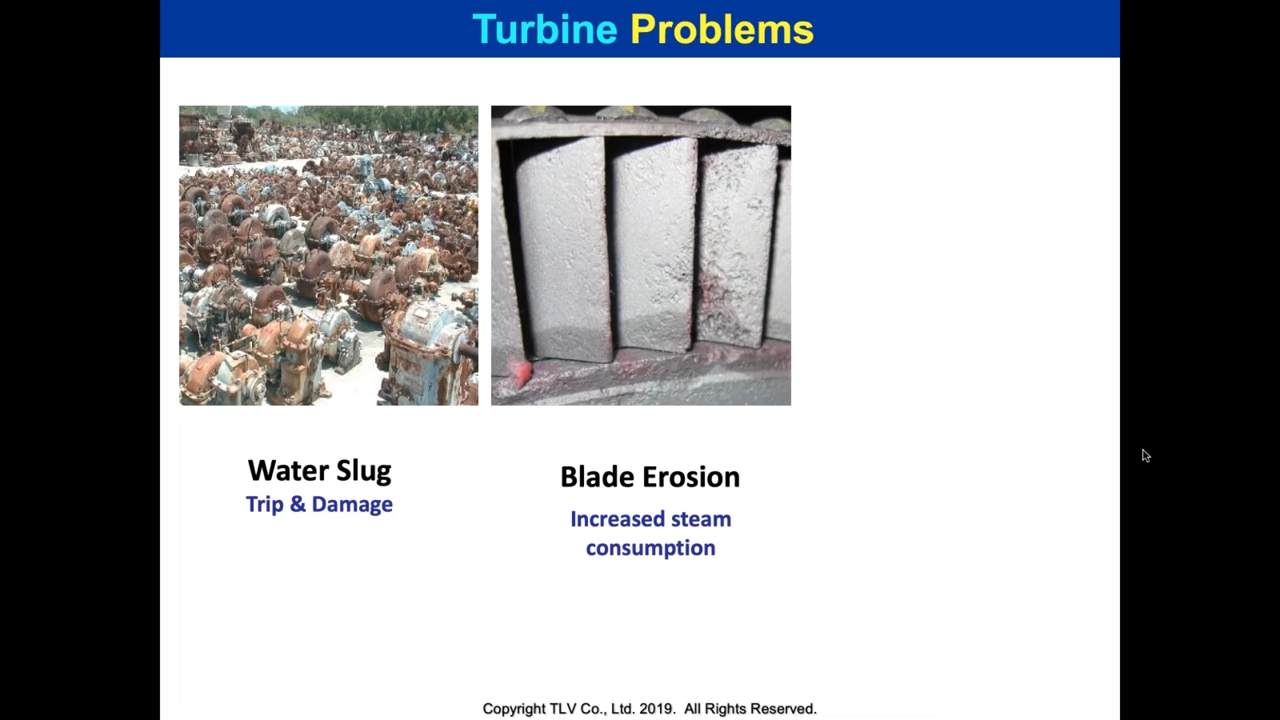 Turbine Problems
Water Slug
Trip & Damage
Blade Erosion
Increased steam
consumption
Copyright TLV Co., Ltd. 2019.  All Rights Reserved.